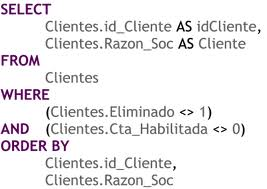 SELECT
Clientes.id_Cliente AS idCliente,
Clientes.Razon_Soc AS Cliente
FROM
Clientes
WHERE
(Clientes.Eliminado <> 1)
AND (Clientes.Cta_Habilitada <> 0)
ORDER BY
Clientes.id_Cliente,
Clientes.Razon_Soc